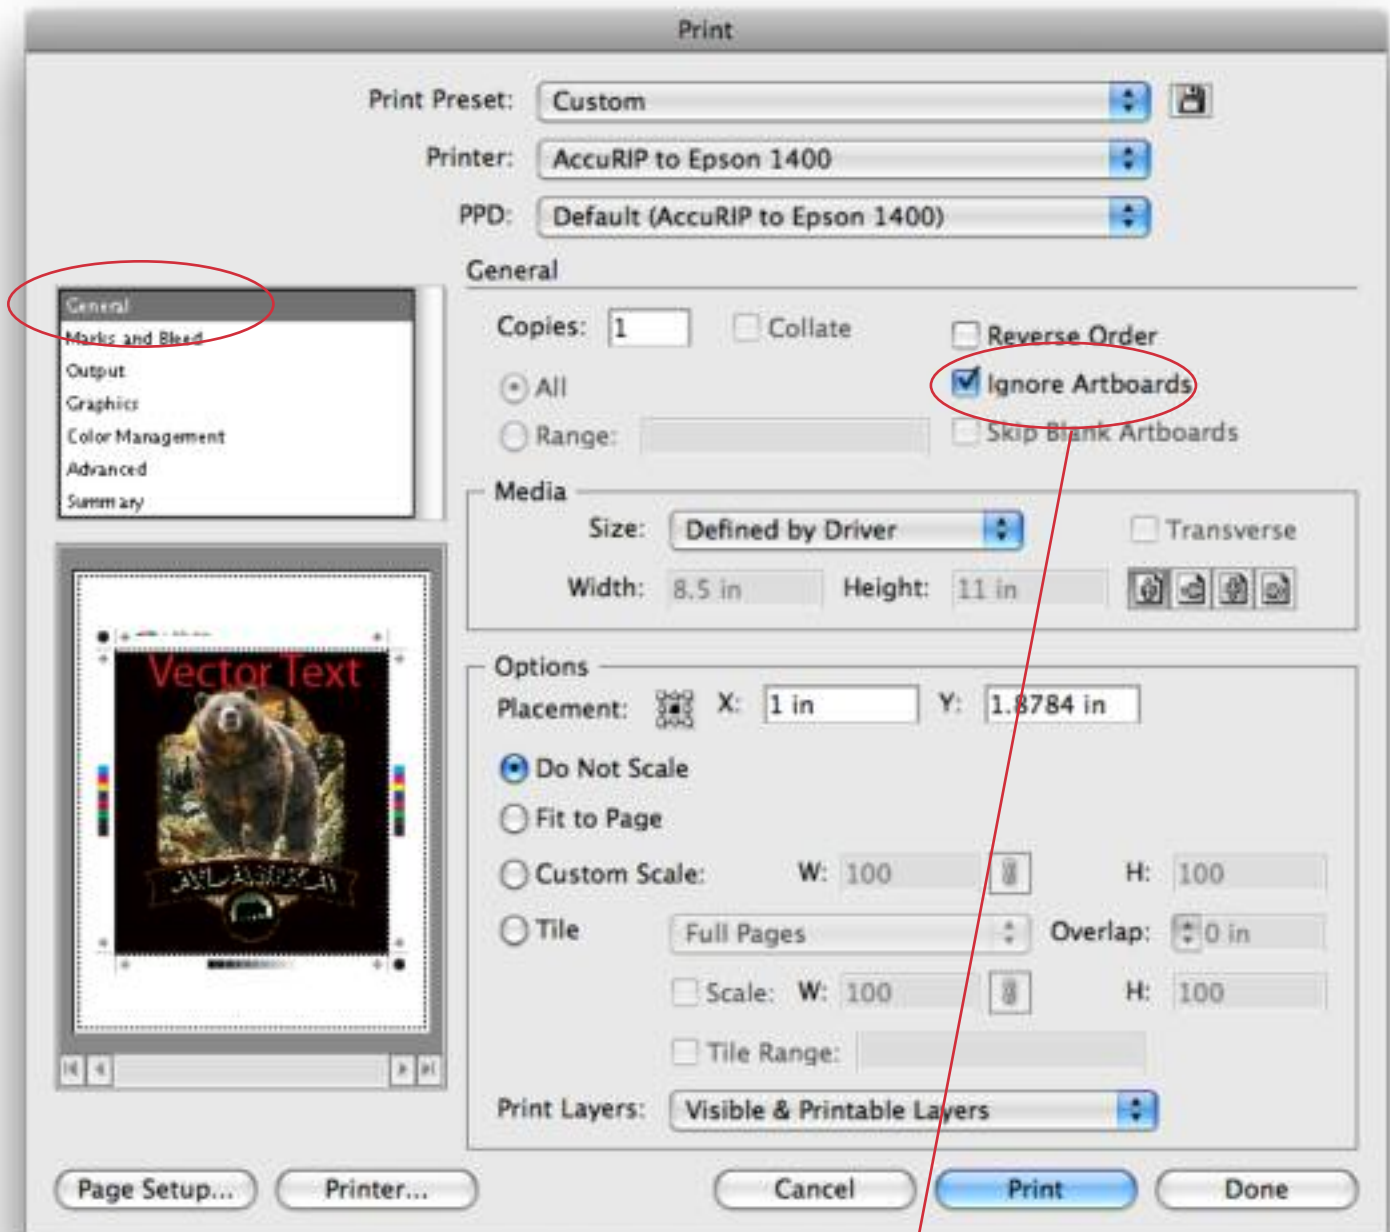 Print
Print Preset: Custom
Printer: AccuRIP to Epson 1400
PPD: Default (AccuRIP to Epson 1400)
General
Marks and Bleed
Output
Graphics
Color Management
Advanced
Summary
Vector Text
General
Copies: 1 Collate Reverse Order
All Ignore Artboards
Range: Skip Blank Artboards
Media
Size: Defined by Driver Transverse
Width: 8.5 in Height: 11 in
Options
Placement: X: 1 in Y: 1.8784 in
Do Not Scale
Fit to Page
Custom Scale: W: 100 H: 100
Tile Full Pages Overlap: 0 in
Scale: W: 100 H: 100
Tile Range:
Print Layers: Visible & Printable Layers
Page Setup... Printer... Cancel Print Done